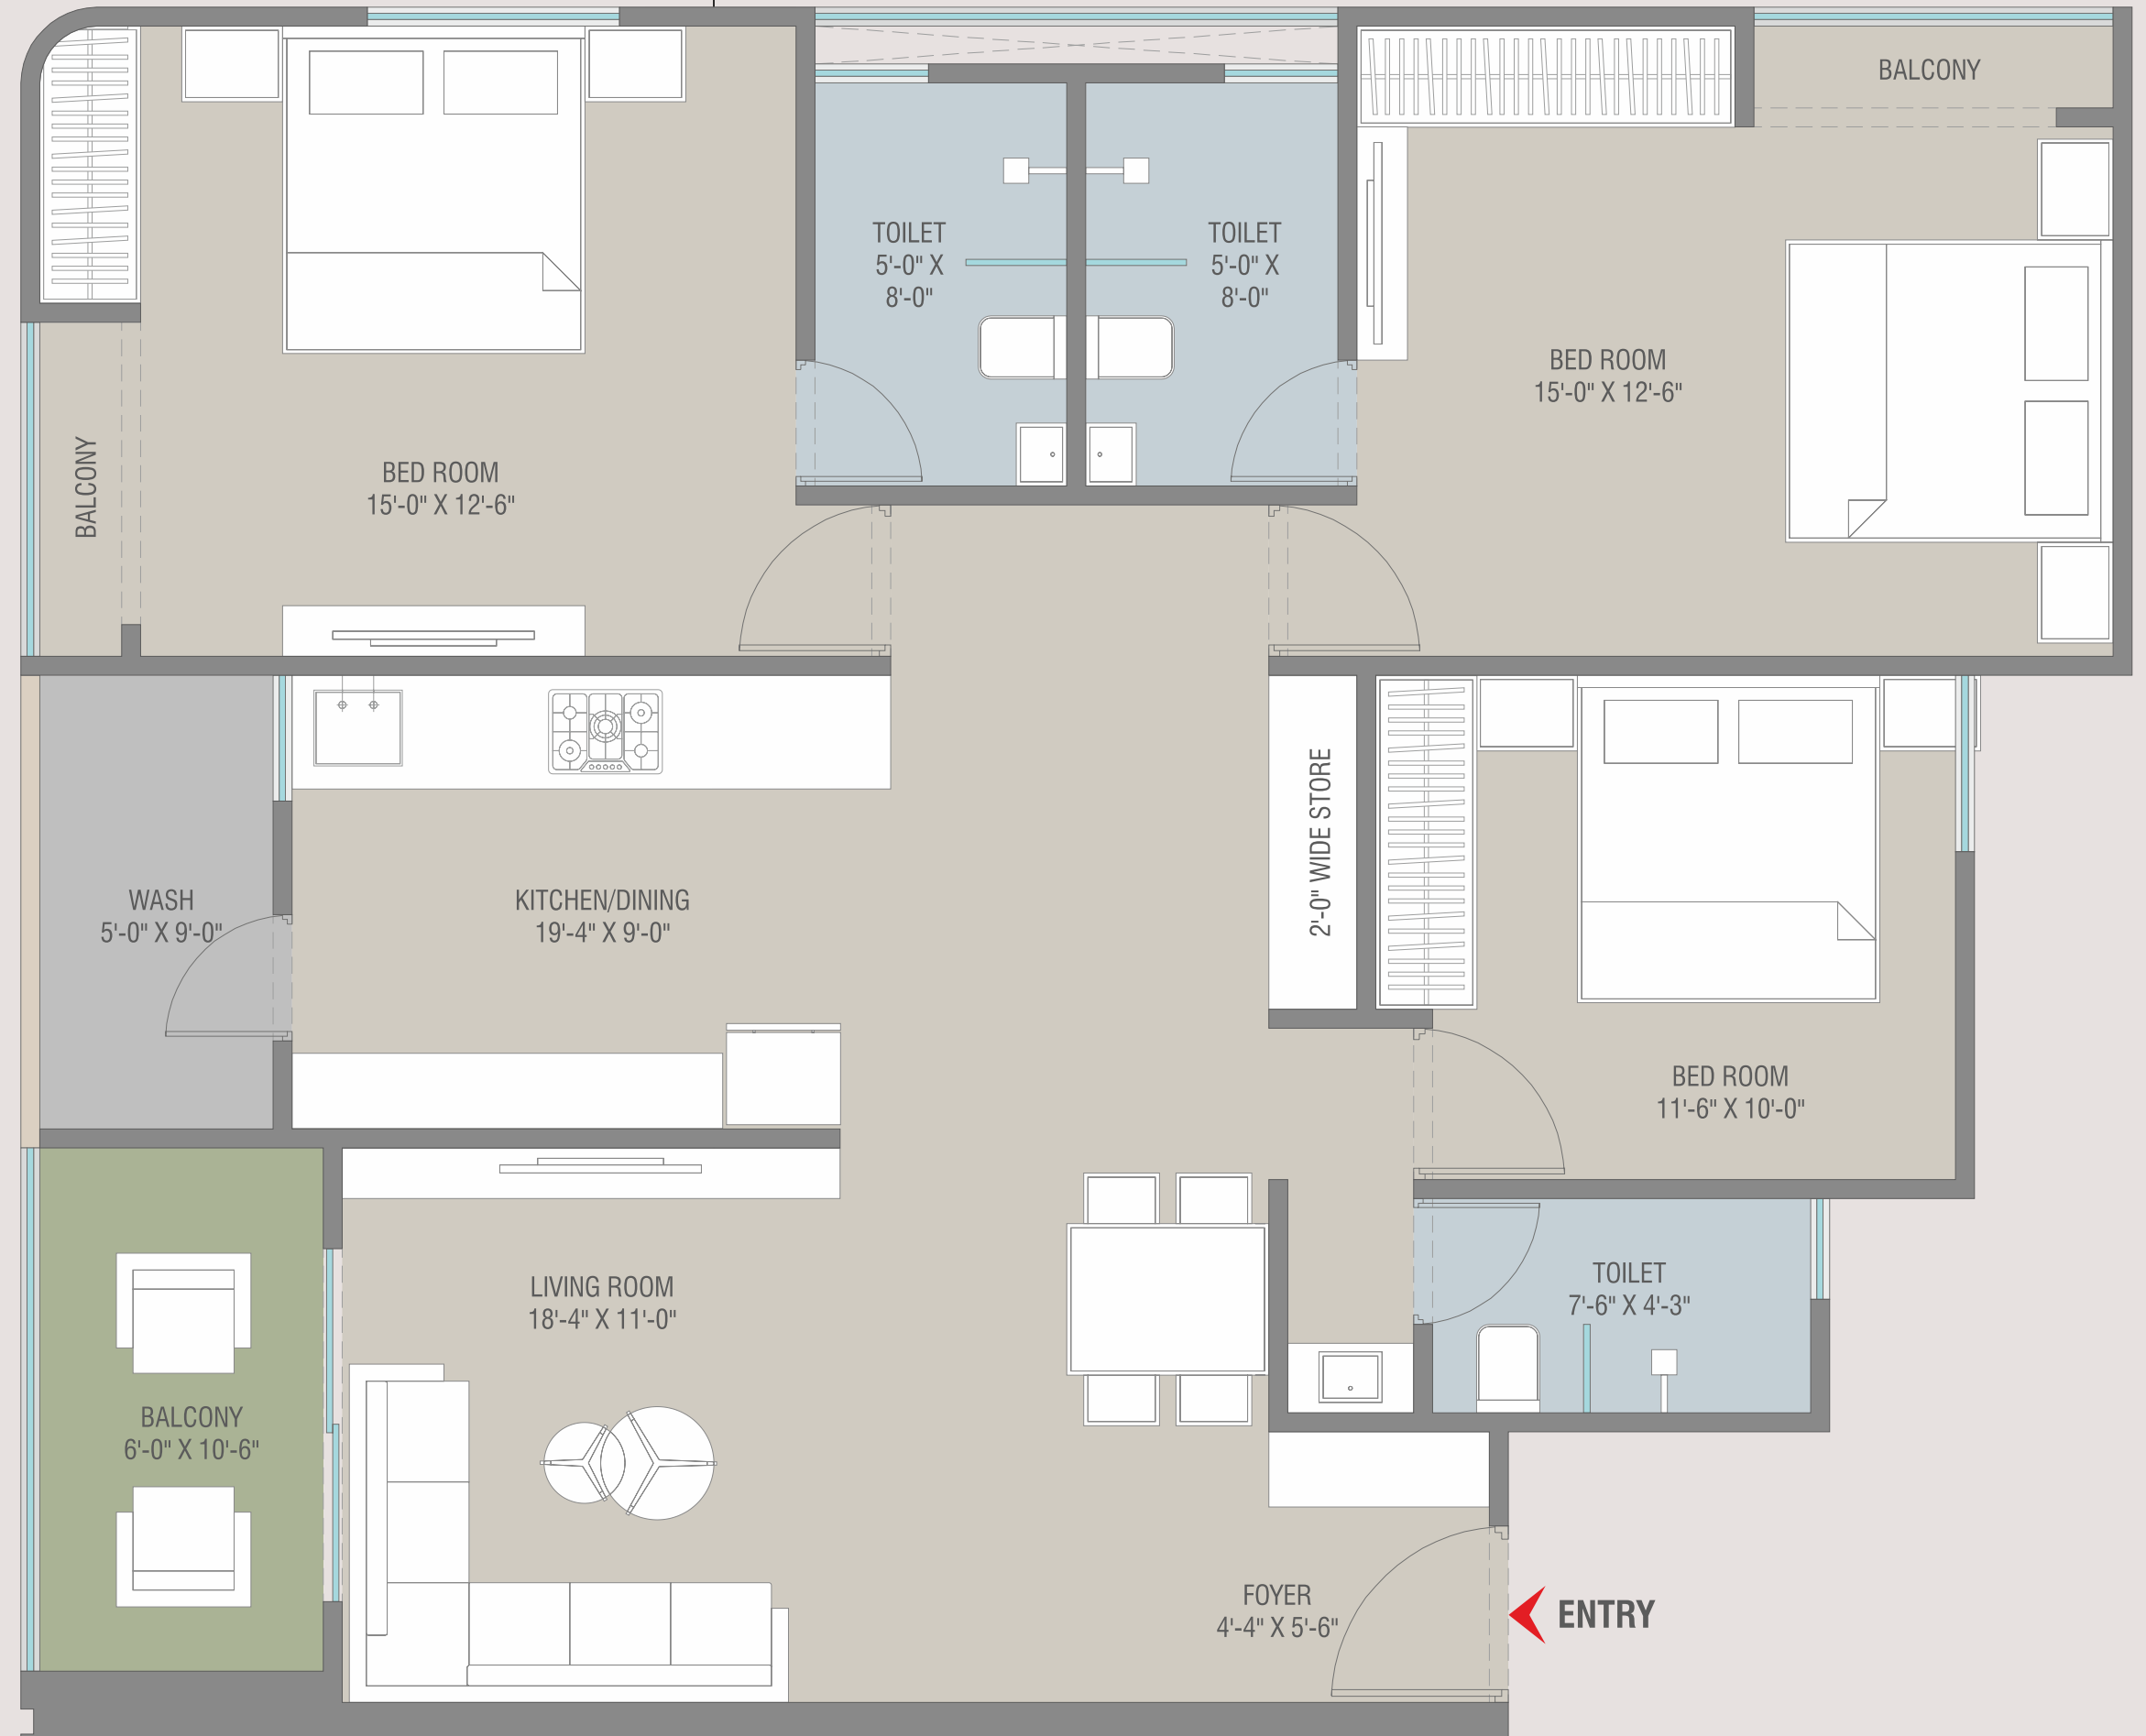 BALCONY
TOILET
5'-0" X
8'-0"
TOILET
5'-0" X
8'-0"
BED ROOM
15'-0" X 12'-6"
BALCONY
BED ROOM
15'-0" X 12'-6"
WASH
5'-0" X 9'-0"
KITCHEN/DINING
19'-4" X 9'-0"
2'-0" WIDE STORE
BED ROOM
11'-6" X 10'-0"
LIVING ROOM
18'-4" X 11'-0"
TOILET
7'-6" X 4'-3"
BALCONY
6'-0" X 10'-6"
FOYER
4'-4" X 5'-6"
ENTRY